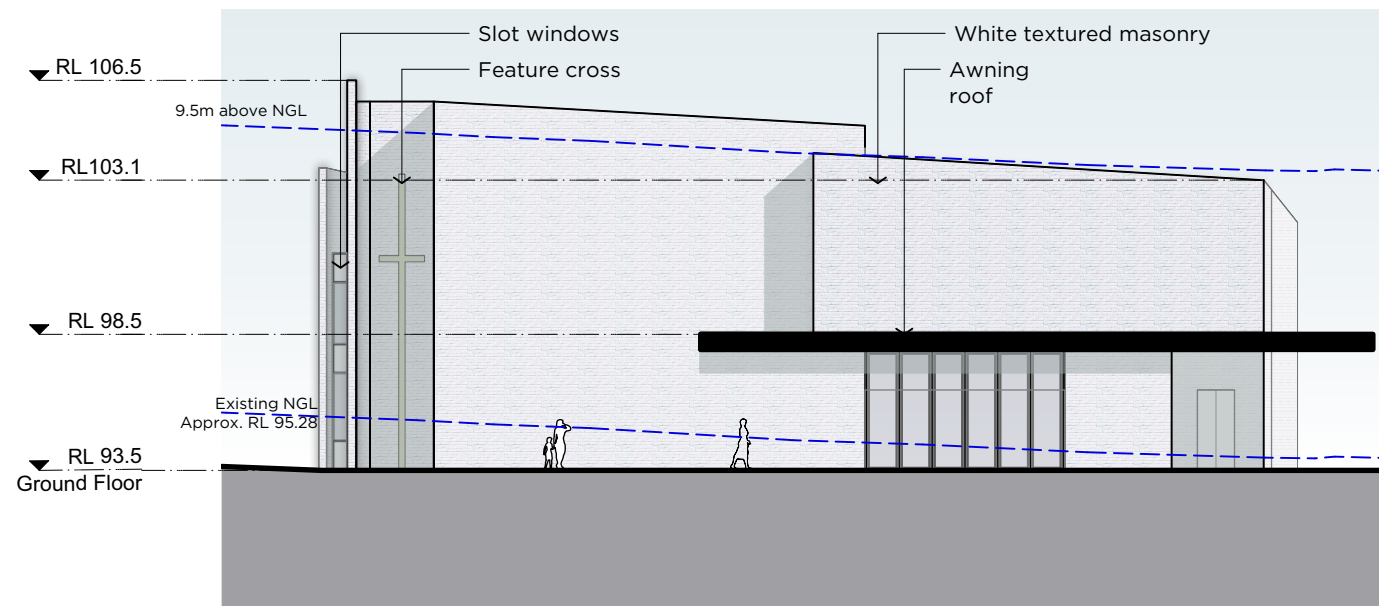 Slot windows
White textured masonry
RL 106.5
Feature cross
Awning
roof
9.5m above NGL
RL103.1
RL 98.5
Existing NGL
Approx. RL 95.28
RL 93.5
Ground Floor